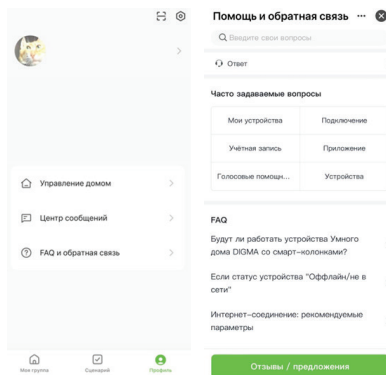 Управление домом
Центр сообщений
FAQ и обратная связь
Моя группа
Сценарий
Профиль
Помощь и обратная связь
Введите свои вопросы
Ответ
Часто задаваемые вопросы
Мои устройства
Подключение
Учётная запись
Приложение
Голосовые помощн...
Устройства
FAQ
Будут ли работать устройства Умного
дома DIGMA со смарт-колонками?
Если статус устройства "Оффлайн/не в
сети"
Интернет-соединение: рекомендуемые
параметры
Отзывы / предложения